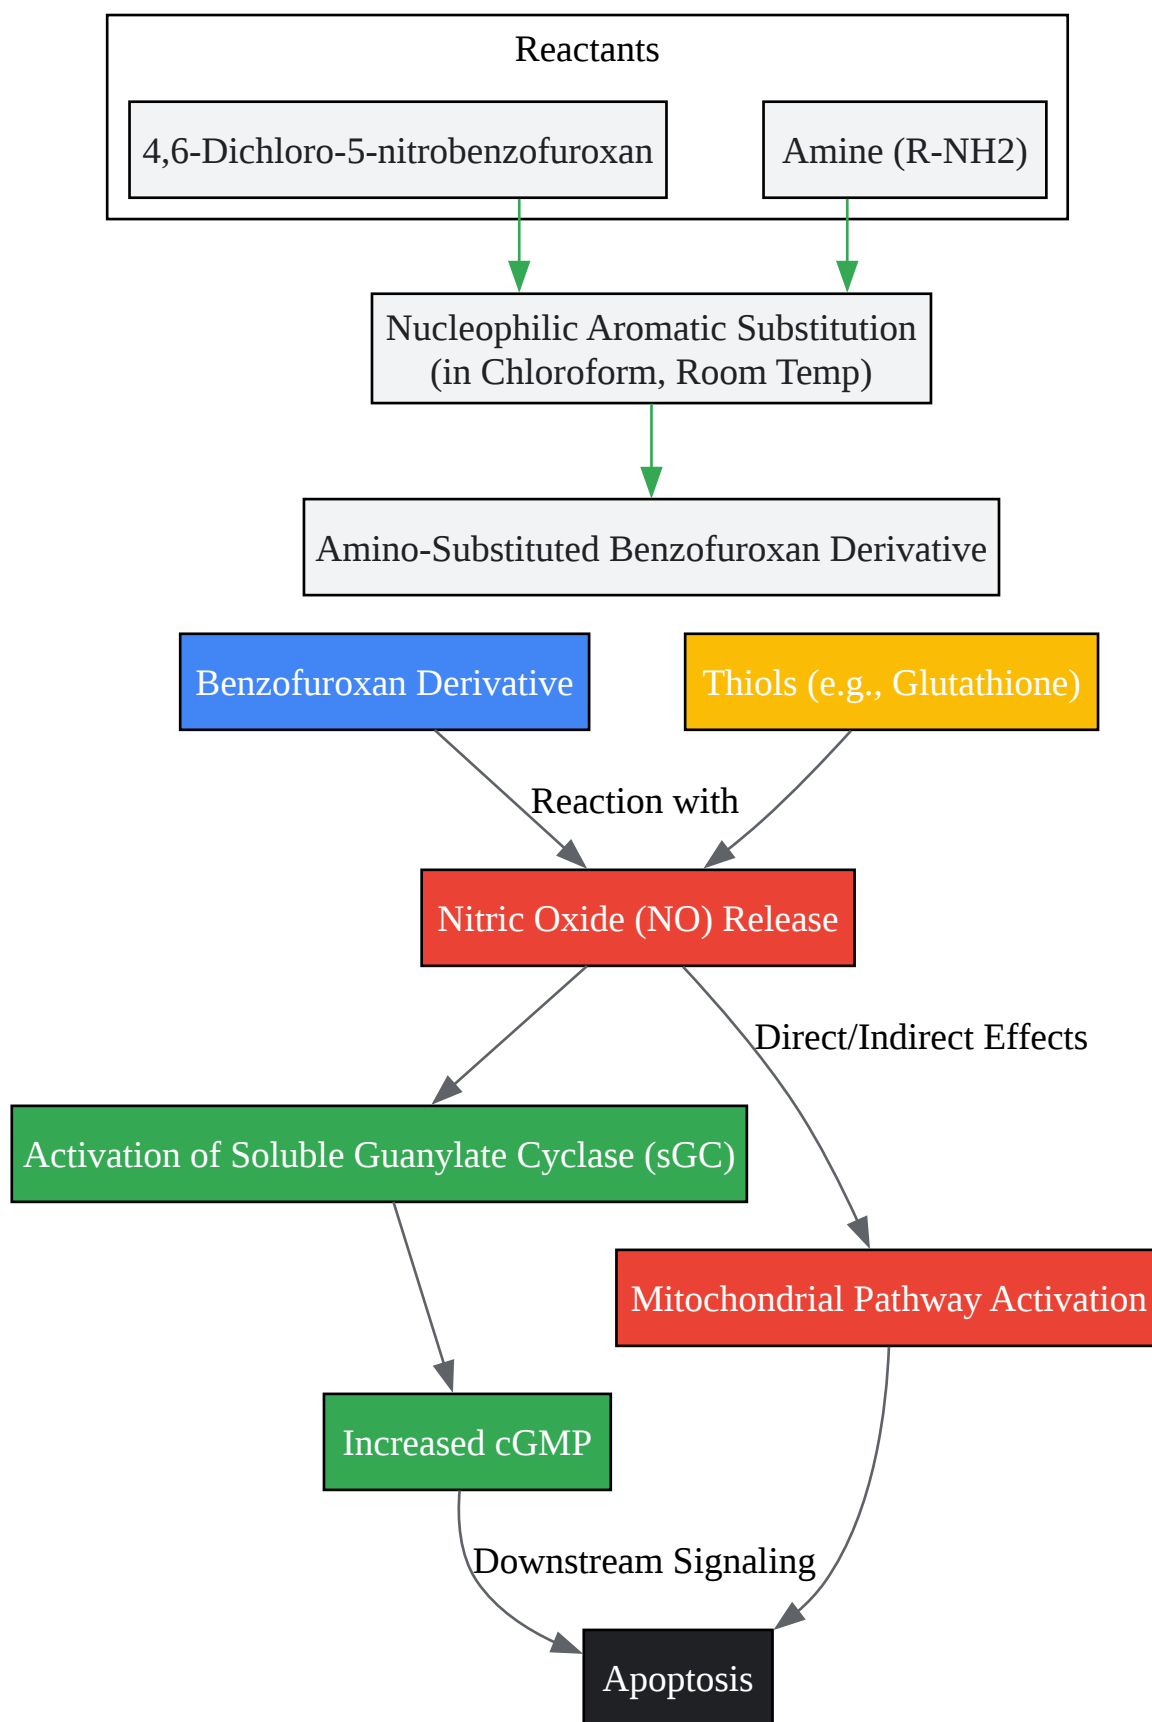 Reactants
4,6-Dichloro-5-nitrobenzofuroxan
Amine (R-NH2)
Nucleophilic Aromatic Substitution
(in Chloroform, Room Temp)
Amino-Substituted Benzofuroxan Derivative
Benzofuroxan Derivative
Thiols (e.g., Glutathione)
Reaction with
Nitric Oxide (NO) Release
Direct/Indirect Effects
Activation of Soluble Guanylate Cyclase (sGC)
Mitochondrial Pathway Activation
Increased cGMP
Downstream Signaling
Apoptosis